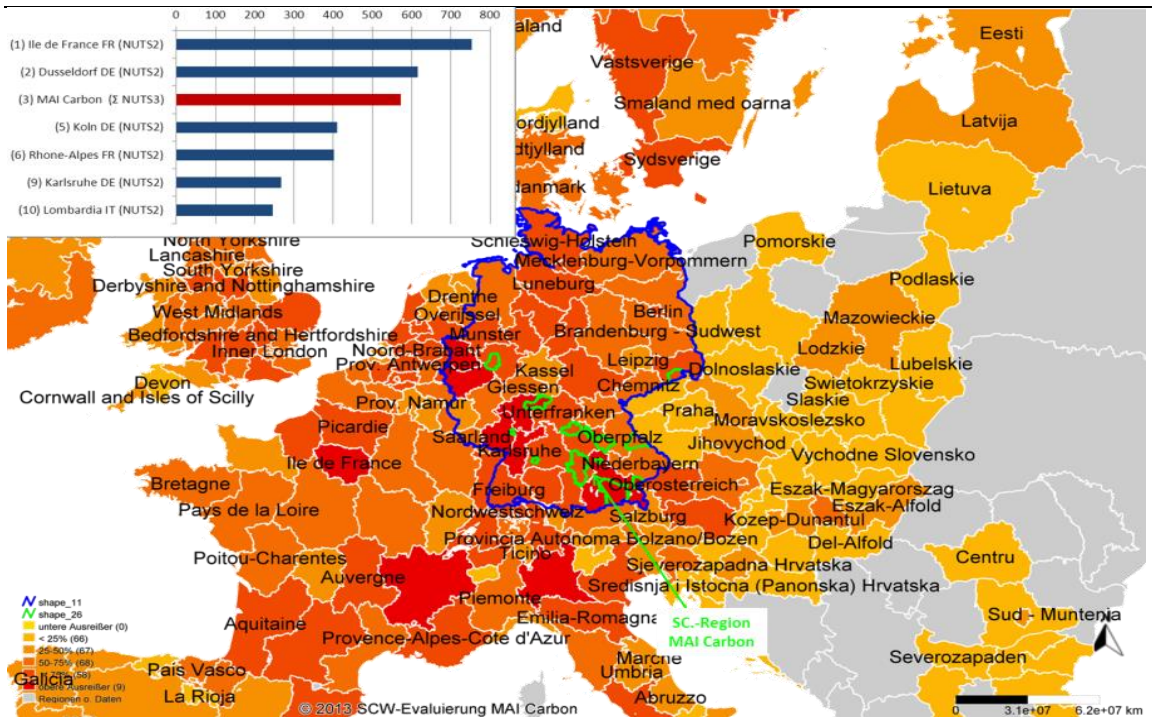 0 100 200 300 400 500 600 700 800
(1) Ile de France FR (NUTS2)
(2) Dusseldorf DE (NUTS2)
(3) MAI Carbon (Σ NUTS3)
(5) Koln DE (NUTS2)
(6) Rhone-Alpes FR (NUTS2)
(9) Karlsruhe DE (NUTS2)
(10) Lombardia IT (NUTS2)
Vastsverige
Eesti
Smaland med oarna
Latvija
Sydsverige
Lietuva
danmark
North Yorkshire
Lancashire
South Yorkshire
Derbyshire and Nottinghamshire
West Midlands
Bedfordshire and Hertfordshire
Inner London
Devon
Cornwall and Isles of Scilly
Schleswig-Holstein
Mecklenburg-Vorpommern
Luneburg
Pomorskie
Podlaskie
Drenthe
Overijssel
Munster
Berlin
Brandenburg - Sudwest
Mazowieckie
Noord-Brabant
Prov. Antwerpen
Kassel
Leipzig
Lodzkie
Lubelskie
Giessen
Chemnitz
Dolnoslaskie
Swietokrzyskie
Slaskie
Prov. Namur
Unterfranken
Praha
Moravskoslezsko
Picardie
Saarland
Oberpfalz
Jihovychod
Karlsruhe
Vychodne Slovensko
Ile de France
Niederbayern
Bretagne
Freiburg
Oberosterreich
Eszak-Magyarorszag
Eszak-Alfold
Pays de la Loire
Nordwestschweiz
Salzburg
Kozep-Dunantul
Provincia Autonoma Bolzano/Bozen
Del-Alfold
Poitou-Charentes
Ticino
Centru
Auvergne
Sjeverozapadna Hrvatska
Sredisnja i Istocna (Panonska) Hrvatska
Piemonte
Emilia-Romagna
Sud - Muntenia
Aquitaine
Provence-Alpes-Cote d'Azur
SC.-Region
MAI Carbon
Marche
Umbria
Severozapaden
Pais Vasco
Galicia
La Rioja
Abruzzo
shape_11
shape_26
untere Ausreißer (0)
< 25% (66)
25-50% (67)
50-75% (68)
obere Ausreißer (9)
Regionen o. Daten
© 2013 SCW-Evaluierung MAI Carbon
0 3.1e+07 6.2e+07 km